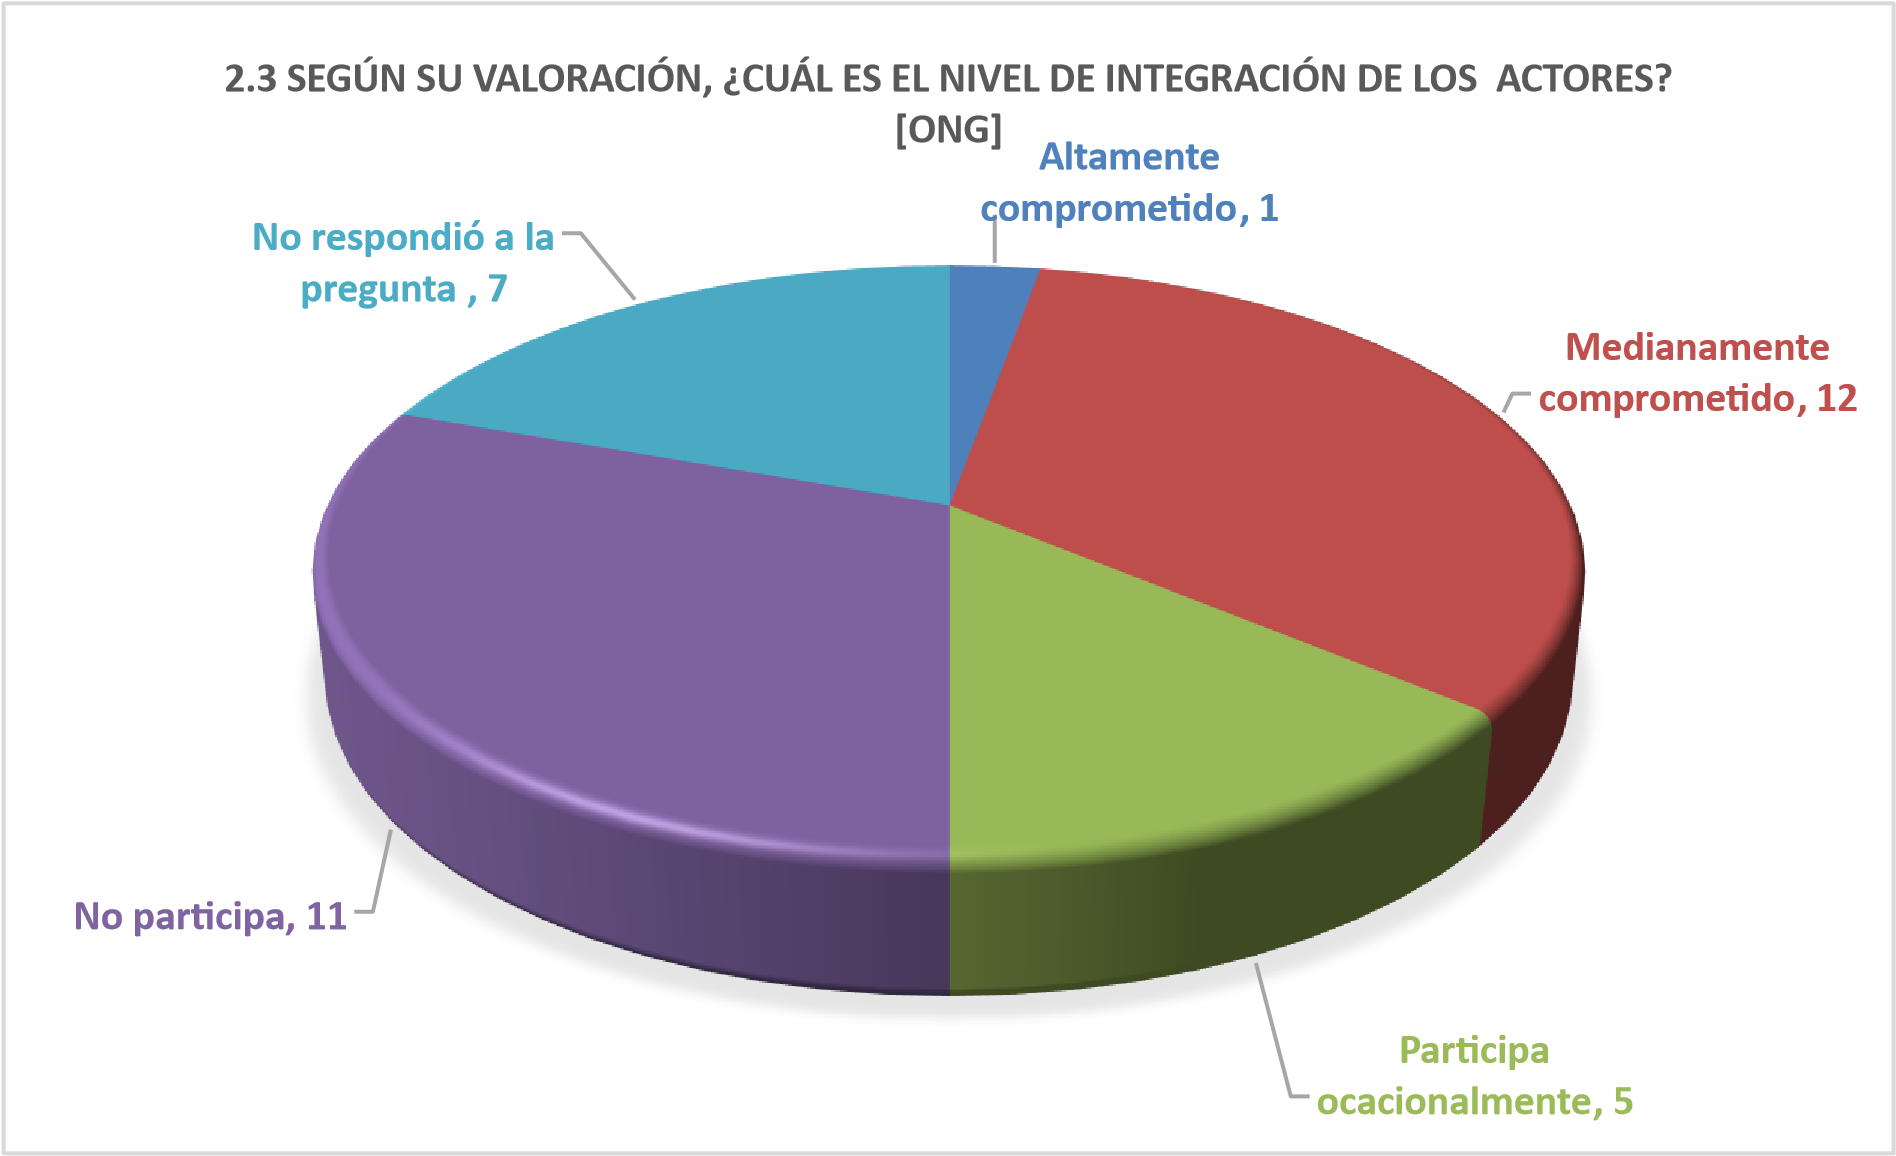 2.3 SEGÚN SU VALORACIÓN, ¿CUÁL ES EL NIVEL DE INTEGRACIÓN DE LOS  ACTORES?
[ONG]
Altamente
comprometido, 1
No respondió a la
pregunta , 7
Medianamente
comprometido, 12
No participa, 11
Participa
ocacionalmente, 5